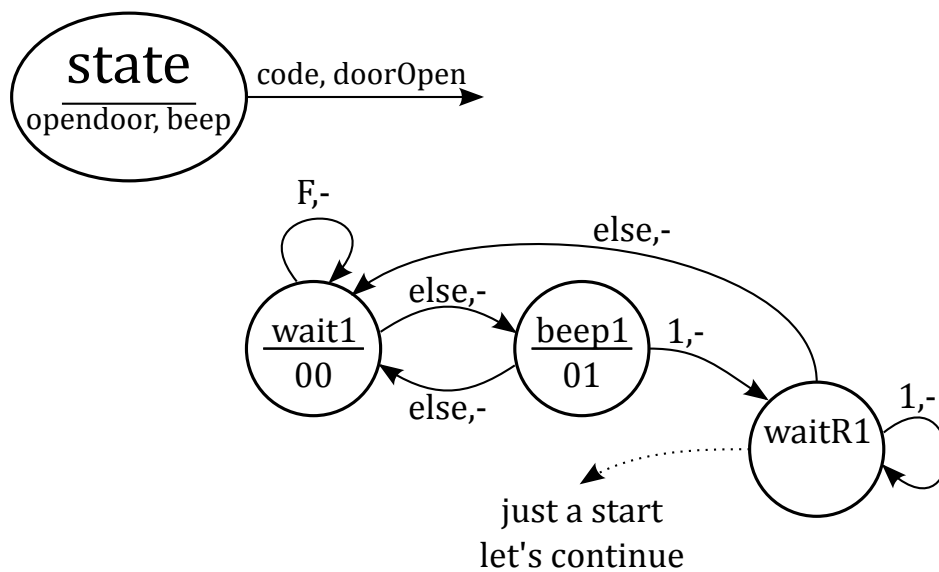 state
opendoor, beep
code, doorOpen
F,-
else,-
else,-
wait1
00
beep1
01
1,-
else,-
waitR1
1,-
just a start
let's continue